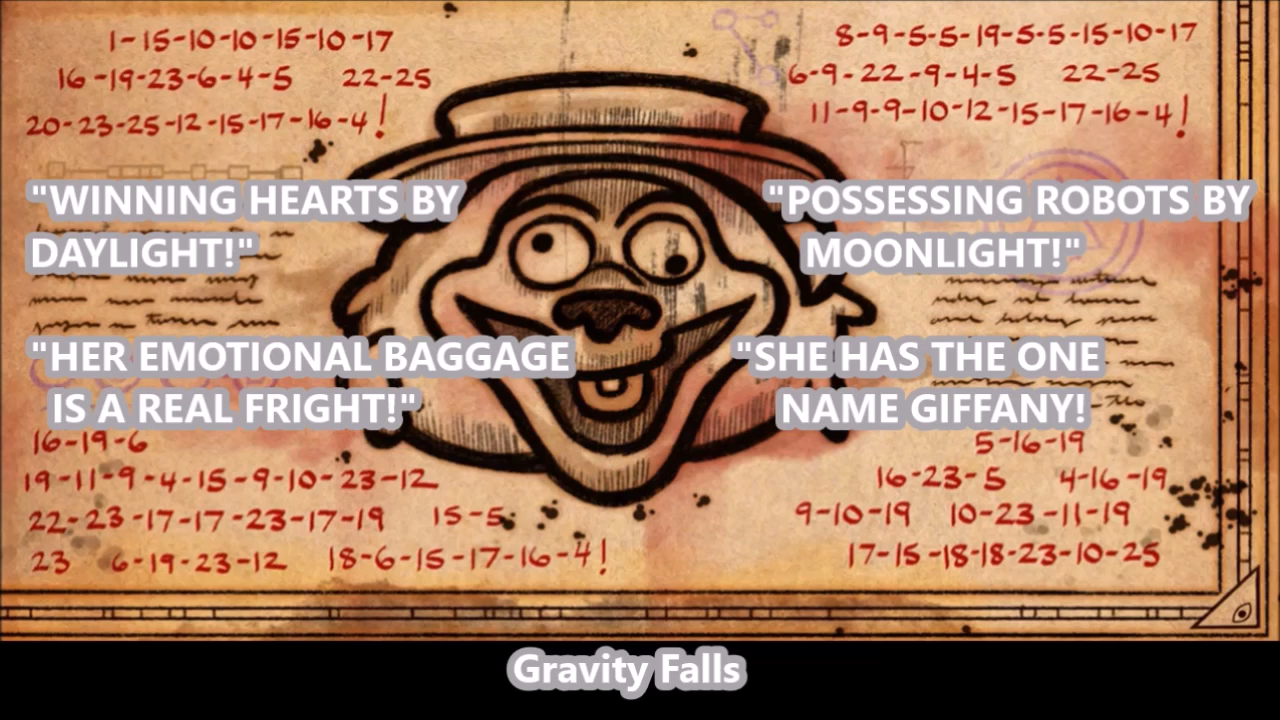 1-15-10-10-15-10-17
16-19-23-6-4-5 22-25
20-23-25-12-15-17-16-4!
8-9-5-5-19-5-5-15-10-17
6-9-22-9-4-5 22-25
11-9-9-10-12-15-17-16-4!
"WINNING HEARTS BY
DAYLIGHT!"
"POSSESSING ROBOTS BY
MOONLIGHT!"
"HER EMOTIONAL BAGGAGE
IS A REAL FRIGHT!"
"SHE HAS THE ONE
NAME GIFFANY!
16-19-6
19-11-9-4-15-9-10-23-12
22-23-17-17-23-17-19 15-5
23 6-19-23-12 18-6-15-17-16-4!
5-16-19
16-23-5 4-16-19
9-10-19 10-23-11-19
17-15-18-18-23-10-25
Gravity Falls